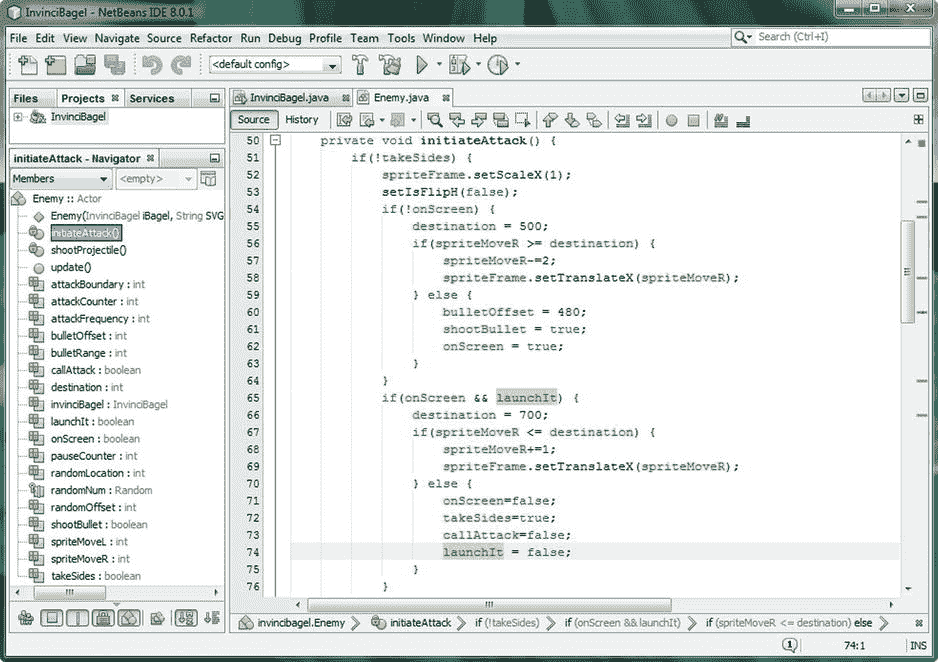 InvinciBagel - NetBeans IDE 8.0.1
File Edit View Navigate Source Refactor Run Debug Profile Team Tools Window Help
Search (Ctrl+I)
<default config>
Files Projects Services
InvinciBagel
initiateAttack - Navigator
Members <empty>
Enemy :: Actor
Enemy(InvinciBagel iBagel, String SVG
initiateAttack()
shootProjectile()
update()
attackBoundary : int
attackCounter : int
attackFrequency : int
bulletOffset : int
bulletRange : int
callAttack : boolean
destination : int
invinciBagel : InvinciBagel
launchIt : boolean
onScreen : boolean
pauseCounter : int
randomLocation : int
randomNum : Random
randomOffset : int
shootBullet : boolean
spriteMoveL : int
spriteMoveR : int
takeSides : boolean
InvinciBagel.java Enemy.java
Source History
50 private void initiateAttack() {
51 if(!takeSides) {
52 spriteFrame.setScaleX(1);
53 setIsFlipH(false);
54 if(!onScreen) {
55 destination = 500;
56 if(spriteMoveR >= destination) {
57 spriteMoveR-=2;
58 spriteFrame.setTranslateX(spriteMoveR);
59 } else {
60 bulletOffset = 480;
61 shootBullet = true;
62 onScreen = true;
63 }
64 }
65 if(onScreen && launchIt) {
66 destination = 700;
67 if(spriteMoveR <= destination) {
68 spriteMoveR+=1;
69 spriteFrame.setTranslateX(spriteMoveR);
70 } else {
71 onScreen=false;
72 takeSides=true;
73 callAttack=false;
74 launchIt = false;
75 }
76 }
invincibagel.Enemy initiateAttack if (!takeSides) if (onScreen && launchIt) if (spriteMoveR <= destination) else
1 74:1 INS